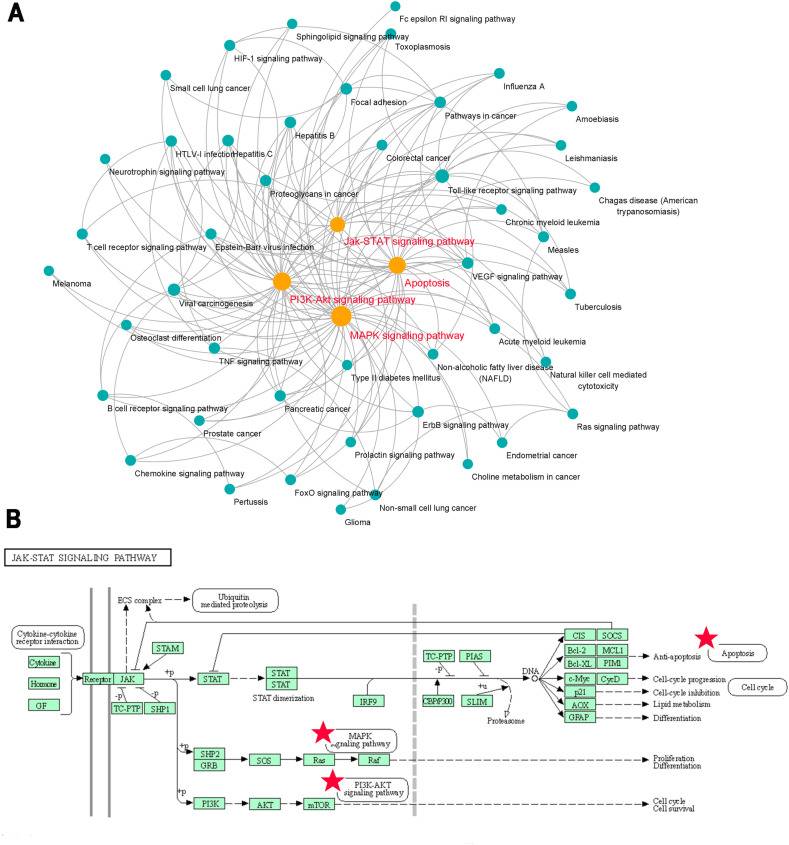 A
Fc epsilon RI signaling pathway
Sphingolipid signaling pathway
Toxoplasmosis
HIF-1 signaling pathway
Small cell lung cancer
Influenza A
Focal adhesion
Pathways in cancer
Amoebiasis
Hepatitis B
HTLV-I infection
Hepatitis C
Colorectal cancer
Leishmaniasis
Neurotrophin signaling pathway
Proteoglycans in cancer
Toll-like receptor signaling pathway
Chagas disease (American
trypanosomiasis)
Chronic myeloid leukemia
Jak-STAT signaling pathway
T cell receptor signaling pathway
Epstein-Barr virus infection
Measles
Melanoma
Apoptosis
VEGF signaling pathway
PI3K-Akt signaling pathway
Viral carcinogenesis
Tuberculosis
MAPK signaling pathway
Osteoclast differentiation
Acute myeloid leukemia
TNF signaling pathway
Type II diabetes mellitus
Non-alcoholic fatty liver disease
(NAFLD)
Natural killer cell mediated
cytotoxicity
B cell receptor signaling pathway
Pancreatic cancer
ErbB signaling pathway
Ras signaling pathway
Prostate cancer
Prolactin signaling pathway
Endometrial cancer
Chemokine signaling pathway
Choline metabolism in cancer
Pertussis
FoxO signaling pathway
Non-small cell lung cancer
Glioma
B
JAK-STAT SIGNALING PATHWAY
ECS complex
Ubiquitin
mediated proteolysis
Cytokine-cytokine
receptor interaction
Cytokine
Hormone
GF
Receptor
JAK
STAM
+p
-p
-p
TC-PTP
SHP1
STAT
STAT
STAT
STAT dimerization
IRF9
TC-PTP
PIAS
-p
CBP/P300
SLIM
+u
p
Proteasome
DNA
CIS
SOCS
Bcl-2
MCL1
Bcl-XL
PIM1
c-Myc
CycD
p21
AOX
GFAP
Anti-apoptosis
Apoptosis
Cell-cycle progression
Cell-cycle inhibition
Cell cycle
Lipid metabolism
Differentiation
+p
SHP2
GRB
SOS
Ras
Raf
MAPK
signaling pathway
Proliferation
Differentiation
+p
PI3K
AKT
mTOR
PI3K-AKT
signaling pathway
Cell cycle
Cell survival